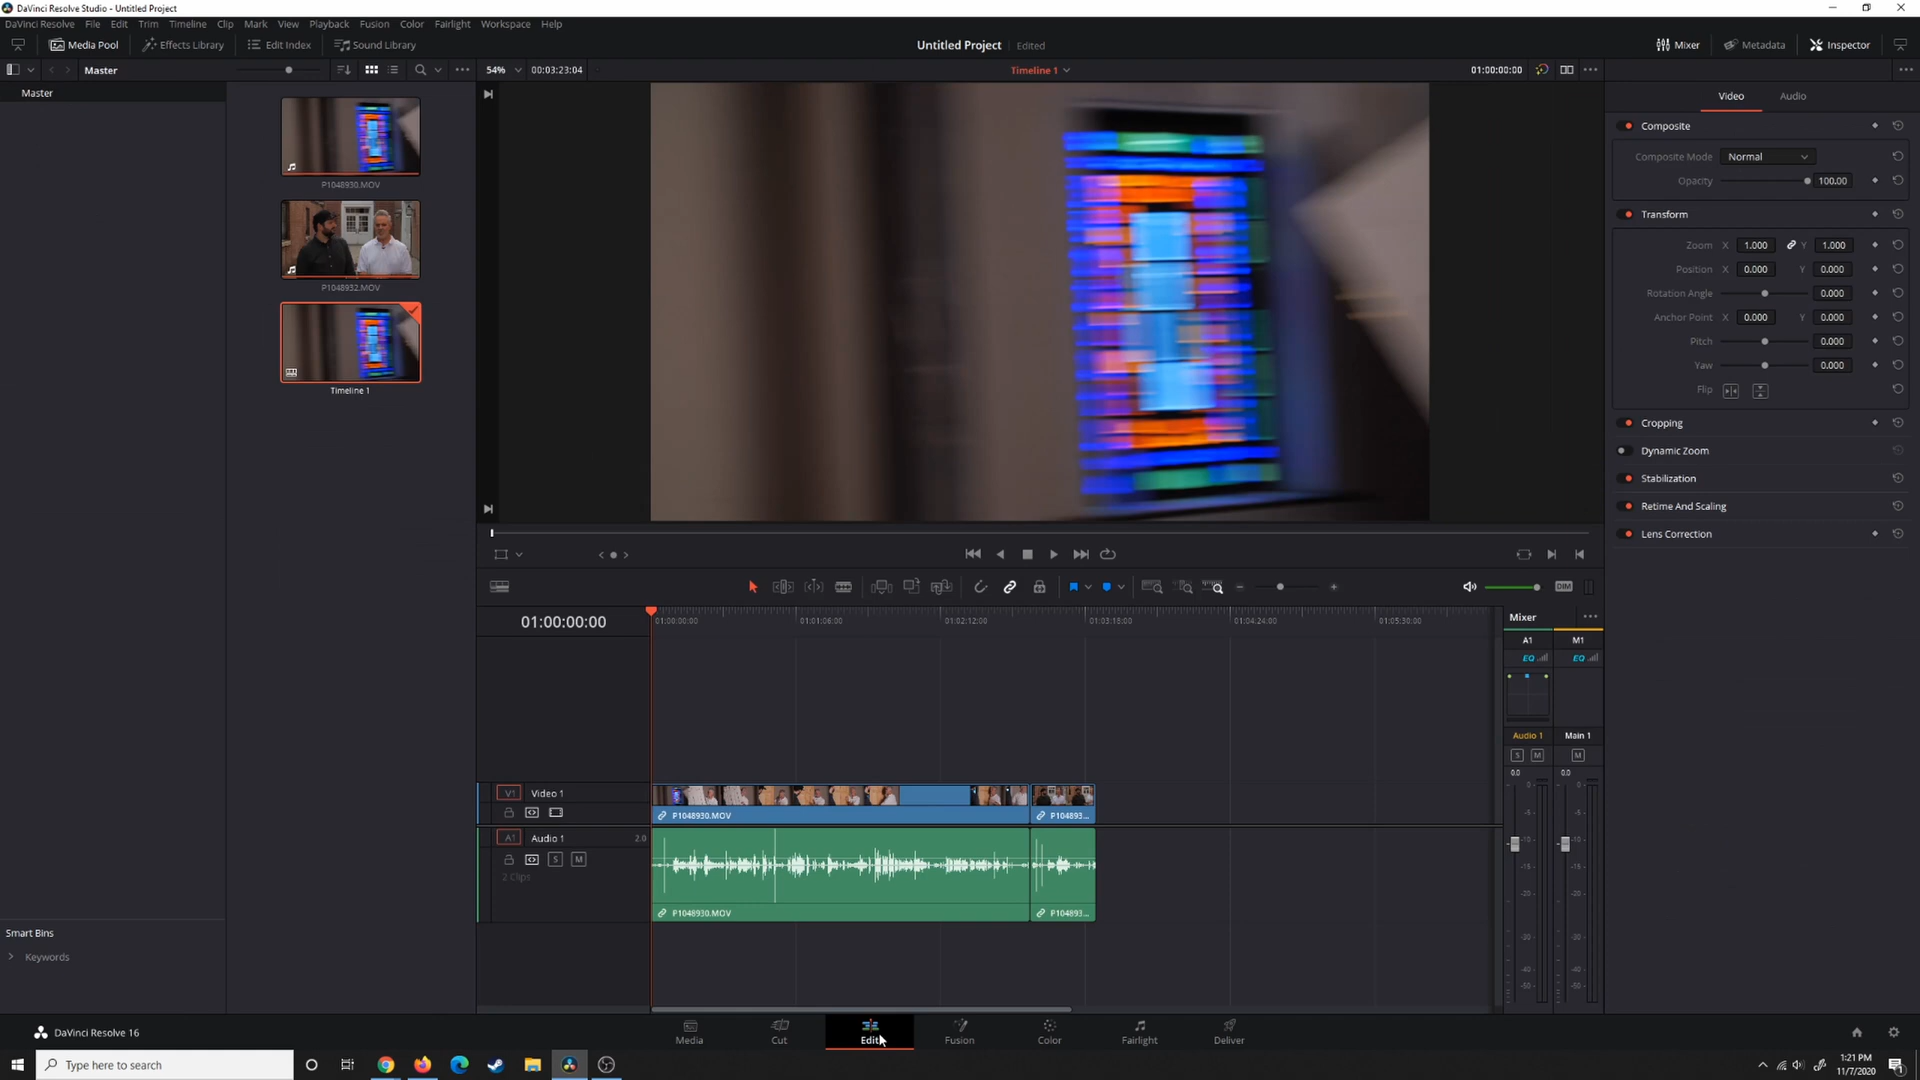 DaVinci Resolve Studio - Untitled Project
DaVinci Resolve File Edit Trim Timeline Clip Mark View Playback Fusion Color Fairlight Workspace Help
Media Pool Effects Library Edit Index Sound Library Untitled Project Edited Mixer Metadata Inspector
Master 54% 00:03:23:04 Timeline 1 01:00:00:00
Master
P1048930.MOV
P1048932.MOV
Timeline 1
Video Audio
Composite
Composite Mode Normal
Opacity 100.00
Transform
Zoom X 1.000 Y 1.000
Position X 0.000 Y 0.000
Rotation Angle 0.000
Anchor Point X 0.000 Y 0.000
Pitch 0.000
Yaw 0.000
Flip
Cropping
Dynamic Zoom
Stabilization
Retime And Scaling
Lens Correction
DIM
01:00:00:00 01:00:00:00 01:01:06:00 01:02:12:00 01:03:18:00 01:04:24:00 01:05:30:00
Mixer
A1 M1
EQ EQ
Audio 1 Main 1
S M M
0.0 0.0
V1 Video 1
P1048930.MOV P104893...
A1 Audio 1 2.0
S M
2 Clips
P1048930.MOV P104893...
Smart Bins
Keywords
DaVinci Resolve 16
Media Cut Edit Fusion Color Fairlight Deliver
Type here to search
1:21 PM
11/7/2020